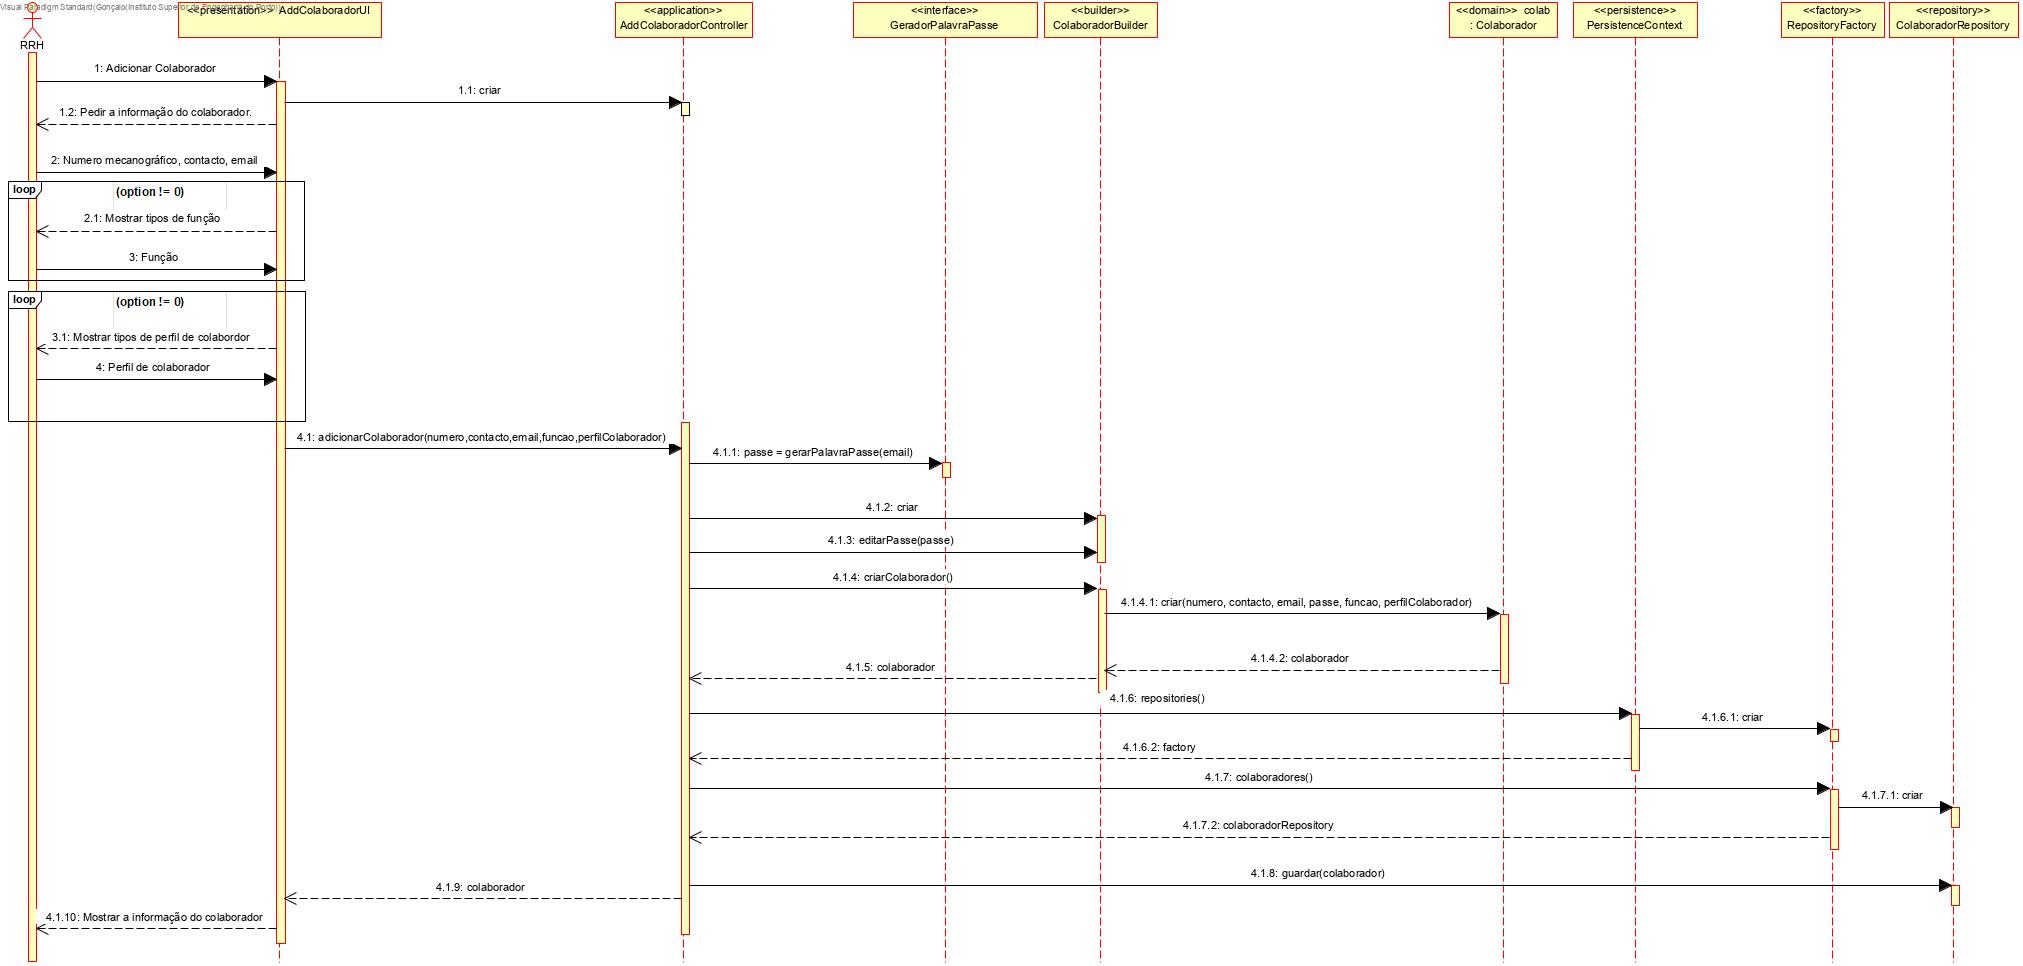 Visual Paradigm Standard(Gonçalo(Instituto Superior de Engenharia do Porto))
RRH
<<presentation>> AddColaboradorUI
<<application>>
AddColaboradorController
<<interface>>
GeradorPalavraPasse
<<builder>>
ColaboradorBuilder
<<domain>> colab
: Colaborador
<<persistence>>
PersistenceContext
<<factory>>
RepositoryFactory
<<repository>>
ColaboradorRepository
1: Adicionar Colaborador
1.1: criar
1.2: Pedir a informação do colaborador.
2: Numero mecanográfico, contacto, email
loop
(option != 0)
2.1: Mostrar tipos de função
3: Função
loop
(option != 0)
3.1: Mostrar tipos de perfil de colabordor
4: Perfil de colaborador
4.1: adicionarColaborador(numero,contacto,email,funcao,perfilColaborador)
4.1.1: passe = gerarPalavraPasse(email)
4.1.2: criar
4.1.3: editarPasse(passe)
4.1.4: criarColaborador()
4.1.4.1: criar(numero, contacto, email, passe, funcao, perfilColaborador)
4.1.4.2: colaborador
4.1.5: colaborador
4.1.6: repositories()
4.1.6.1: criar
4.1.6.2: factory
4.1.7: colaboradores()
4.1.7.1: criar
4.1.7.2: colaboradorRepository
4.1.8: guardar(colaborador)
4.1.9: colaborador
4.1.10: Mostrar a informação do colaborador